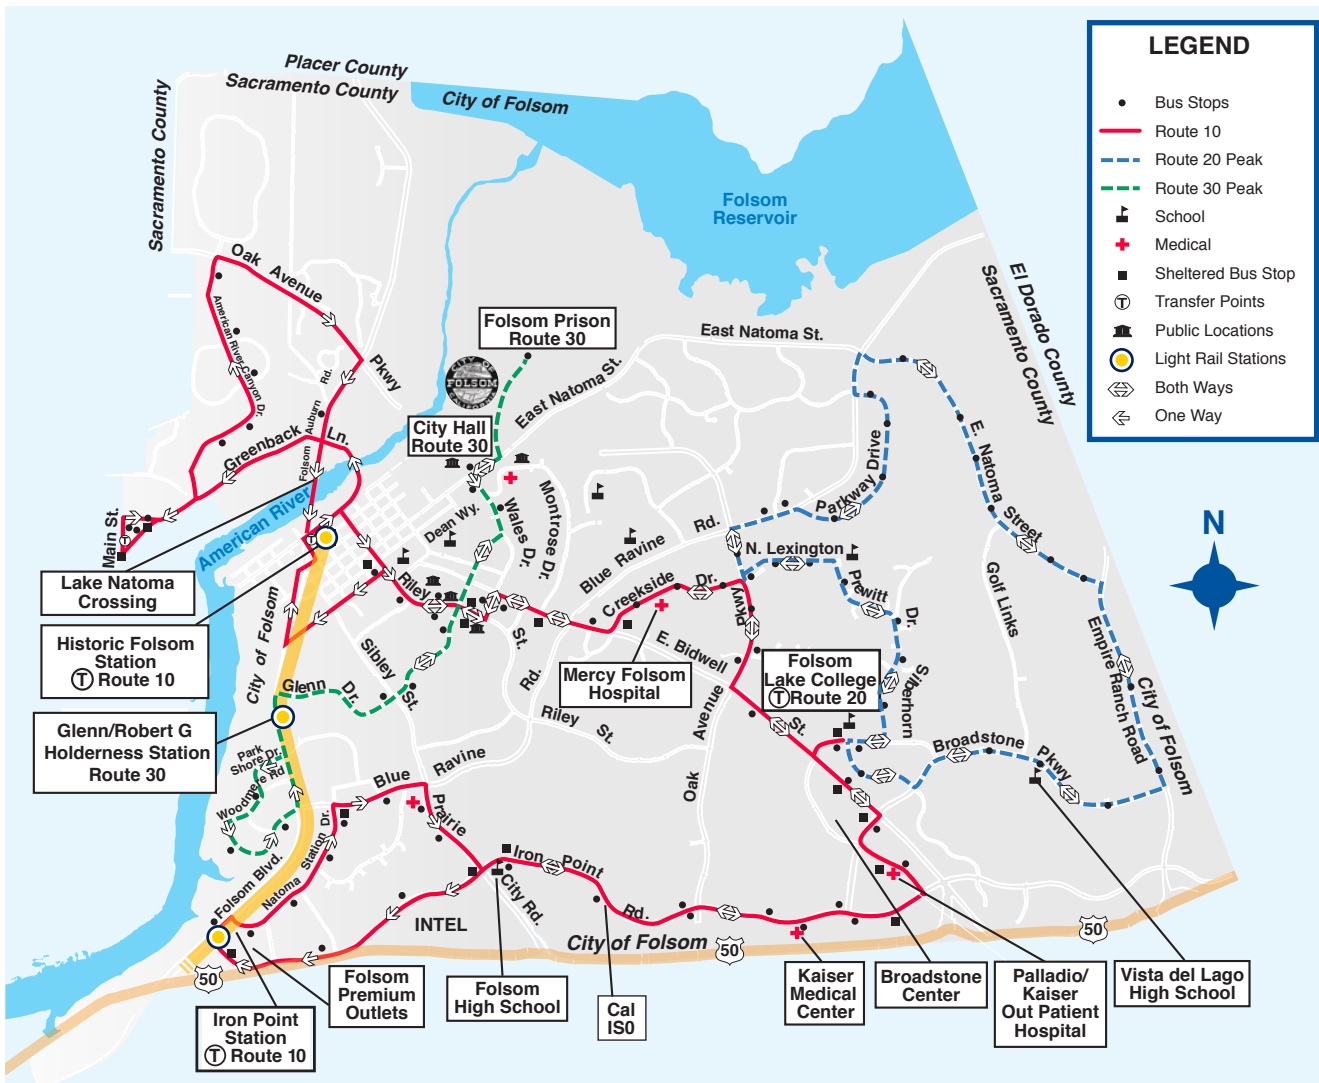 Placer County
Sacramento County
Sacramento County
City of Folsom
Folsom
Reservoir
El Dorado County
Sacramento County
LEGEND
Bus Stops
Route 10
Route 20 Peak
Route 30 Peak
School
Medical
Sheltered Bus Stop
T
Transfer Points
Public Locations
Light Rail Stations
Both Ways
One Way
Oak Avenue
Pkwy
American River Canyon Dr.
Folsom Auburn Rd.
Greenback Ln.
Main St.
T
American River
Folsom Prison
Route 30
CITY OF
FOLSOM
CALIFORNIA
City Hall
Route 30
East Natoma St.
East Natoma St.
E. Natoma Street
Parkway Drive
Golf Links
Empire Ranch Road
City of Folsom
N
Dean Wy.
Wales Dr.
Montrose Dr.
Blue Ravine Rd.
N. Lexington
Prewitt Dr.
Silverhorn
Broadstone Pkwy
Creekside Dr.
E. Bidwell St.
Oak Avenue Pkwy
Riley St.
Sibley St.
Glenn Dr.
Rd.
Riley St.
Blue Ravine
Prairie City Rd.
Iron Point Rd.
INTEL
City of Folsom
City of Folsom
T
Lake Natoma
Crossing
Historic Folsom
Station
T Route 10
Glenn/Robert G
Holderness Station
Route 30
Park
Shore Dr.
Woodmere Rd
Folsom Blvd.
Natoma Station Dr.
Mercy Folsom
Hospital
Folsom
Lake College
T Route 20
50
50
50
Iron Point
Station
T Route 10
Folsom
Premium
Outlets
Folsom
High School
Cal
IS0
Kaiser
Medical
Center
Broadstone
Center
Palladio/
Kaiser
Out Patient
Hospital
Vista del Lago
High School